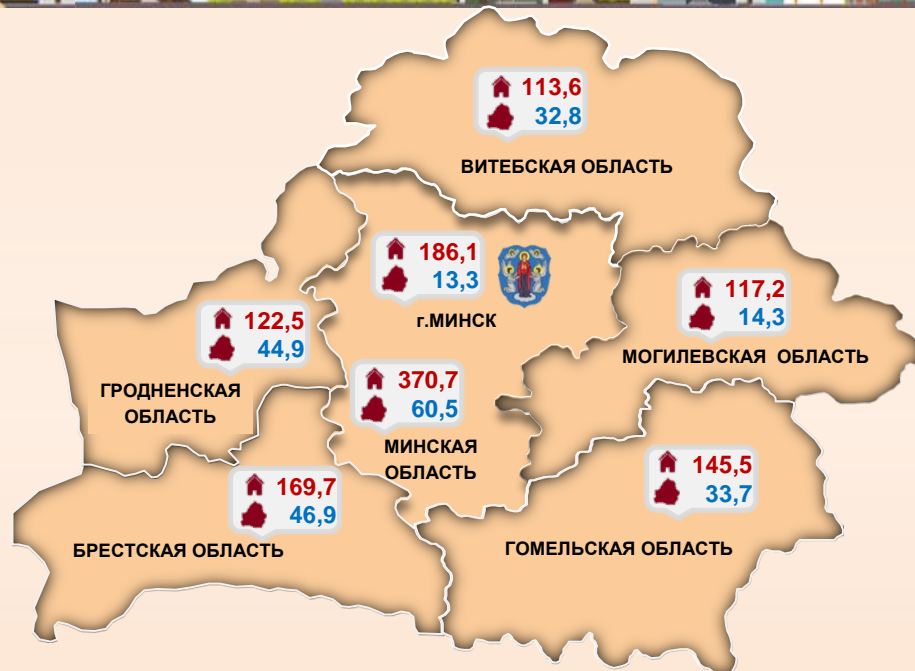 113,6
32,8
ВИТЕБСКАЯ ОБЛАСТЬ
186,1
13,3
г.МИНСК
117,2
14,3
МОГИЛЕВСКАЯ ОБЛАСТЬ
122,5
44,9
ГРОДНЕНСКАЯ
ОБЛАСТЬ
370,7
60,5
МИНСКАЯ
ОБЛАСТЬ
145,5
33,7
ГОМЕЛЬСКАЯ ОБЛАСТЬ
169,7
46,9
БРЕСТСКАЯ ОБЛАСТЬ